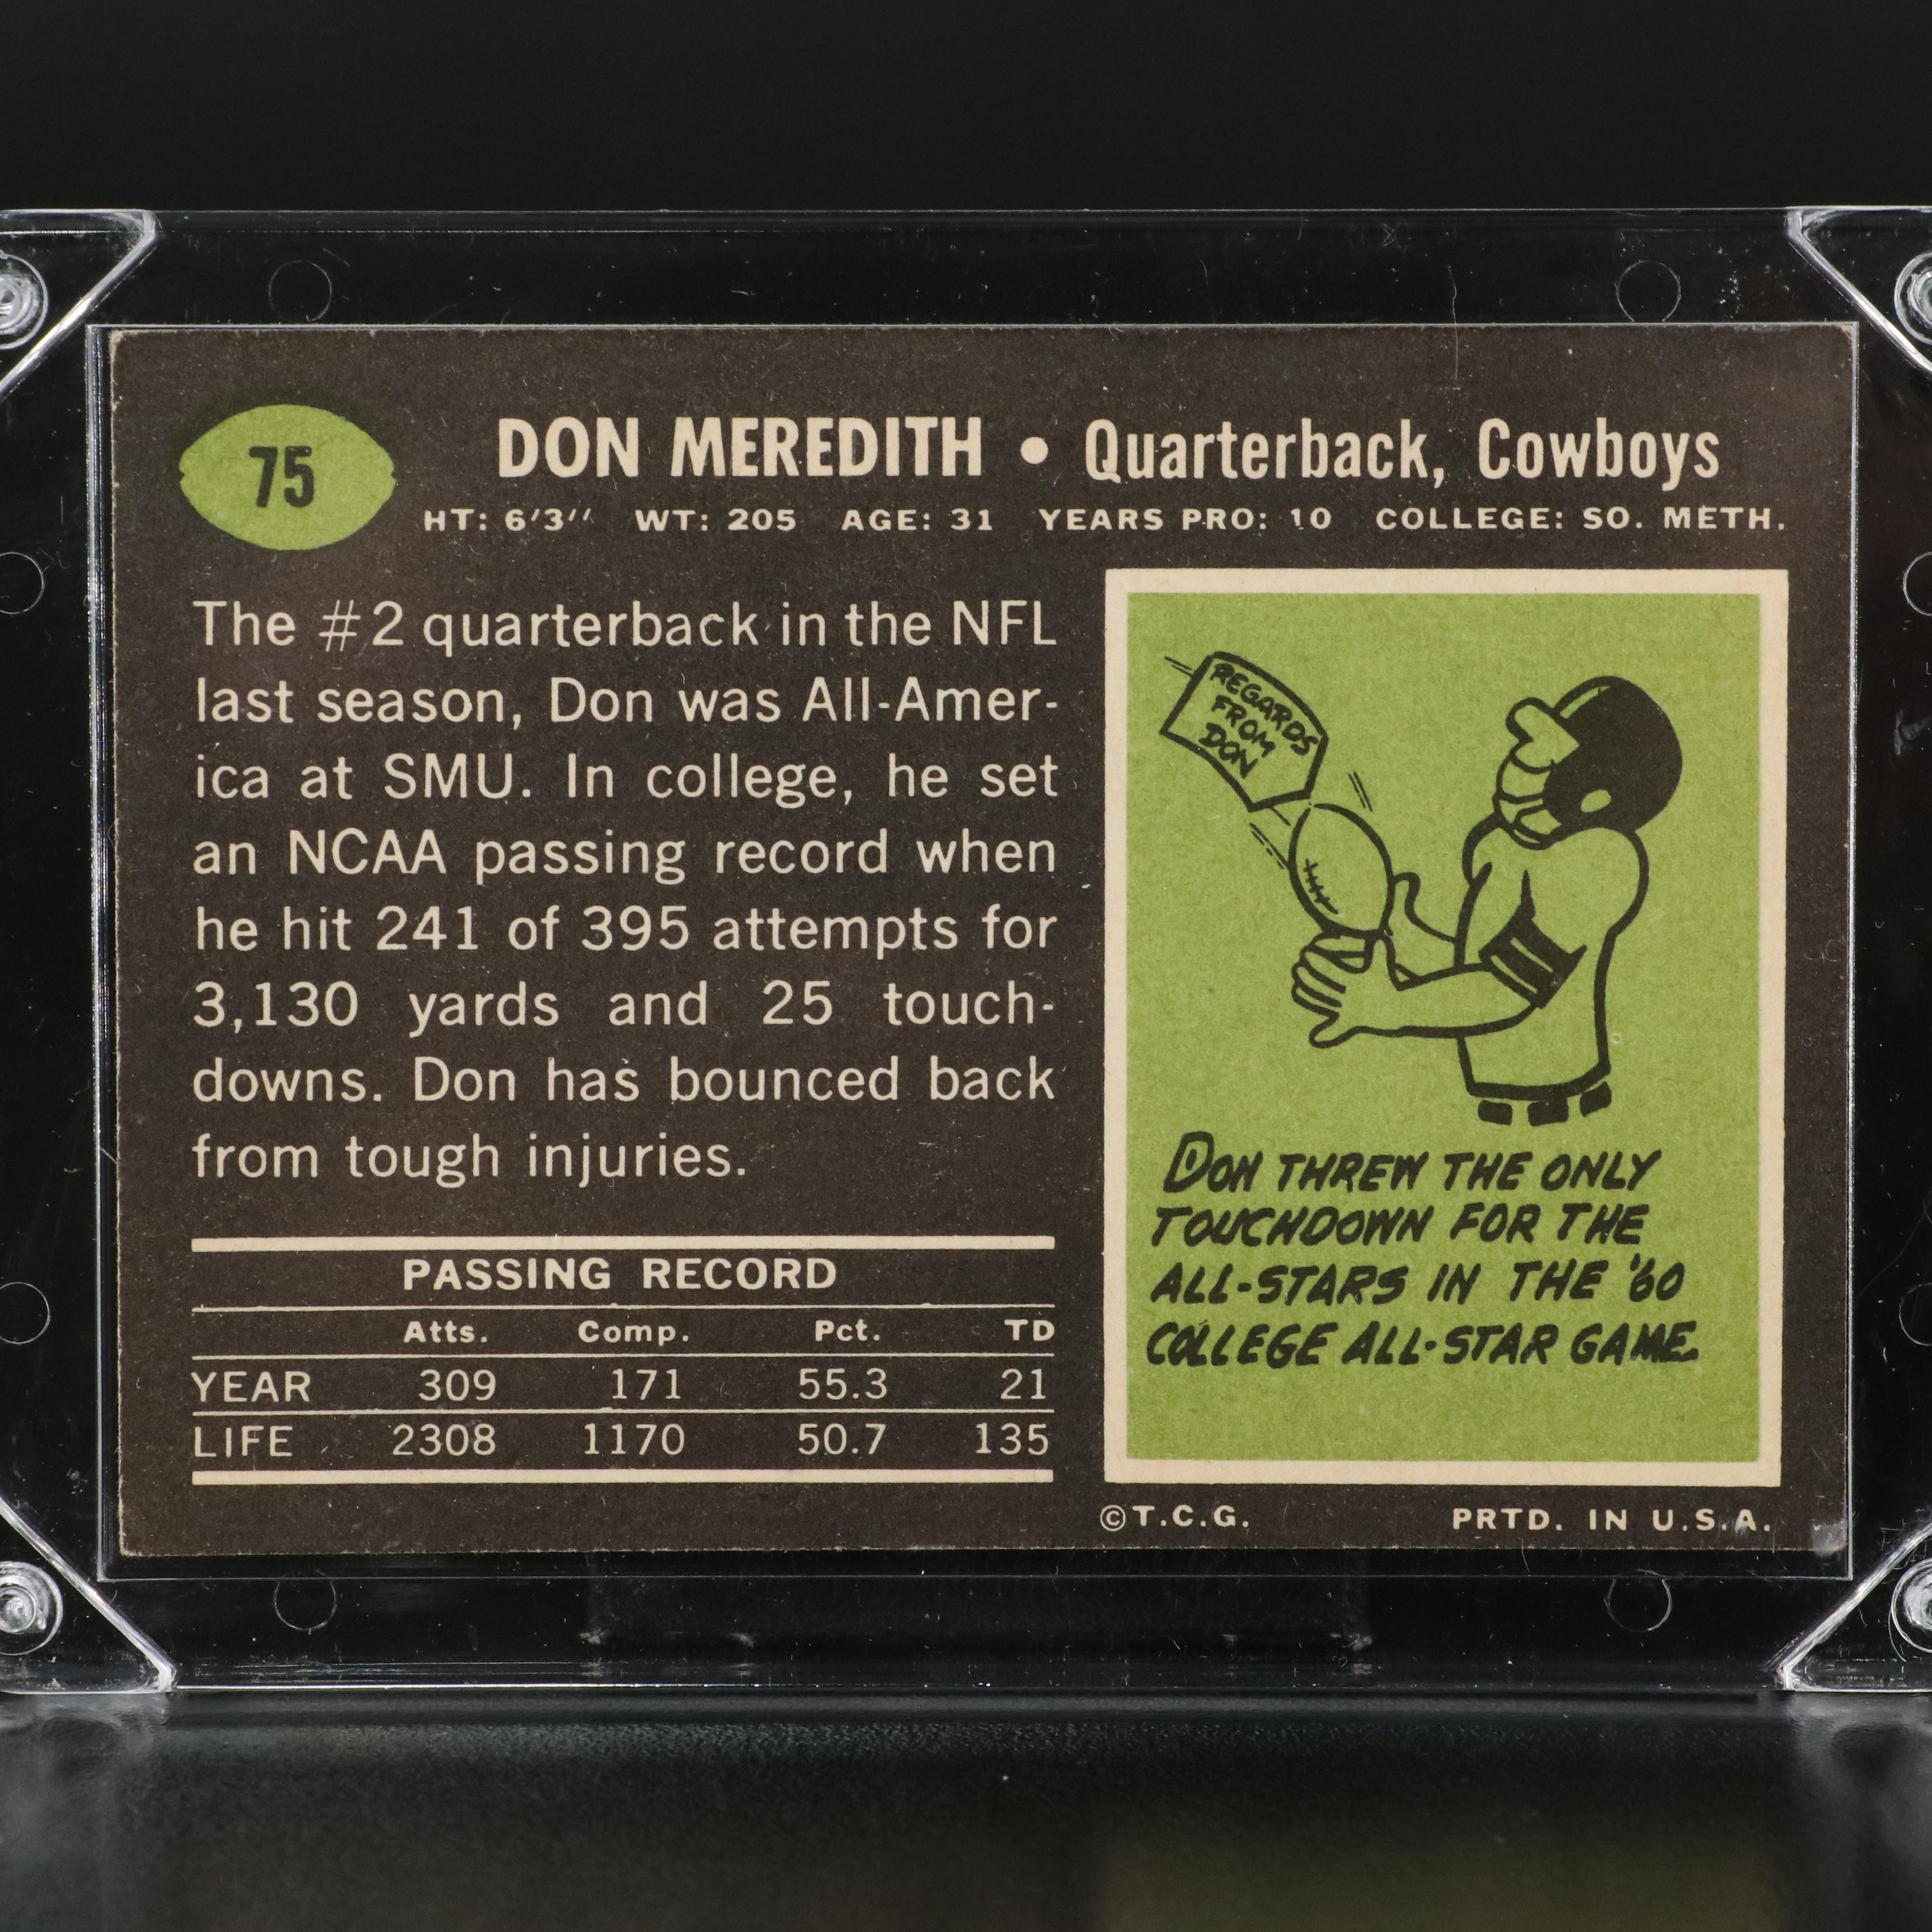 75
DON MEREDITH • Quarterback, Cowboys
HT: 6'3'' WT: 205 AGE: 31 YEARS PRO: 10 COLLEGE: SO. METH.
The #2 quarterback in the NFL
last season, Don was All-Amer-
ica at SMU. In college, he set
an NCAA passing record when
he hit 241 of 395 attempts for
3,130 yards and 25 touch-
downs. Don has bounced back
from tough injuries.
PASSING RECORD
Atts. Comp. Pct. TD
YEAR 309 171 55.3 21
LIFE 2308 1170 50.7 135
REGARDS
FROM
DON
DON THREW THE ONLY
TOUCHDOWN FOR THE
ALL-STARS IN THE '60
COLLEGE ALL-STAR GAME.
©T.C.G. PRTD. IN U.S.A.